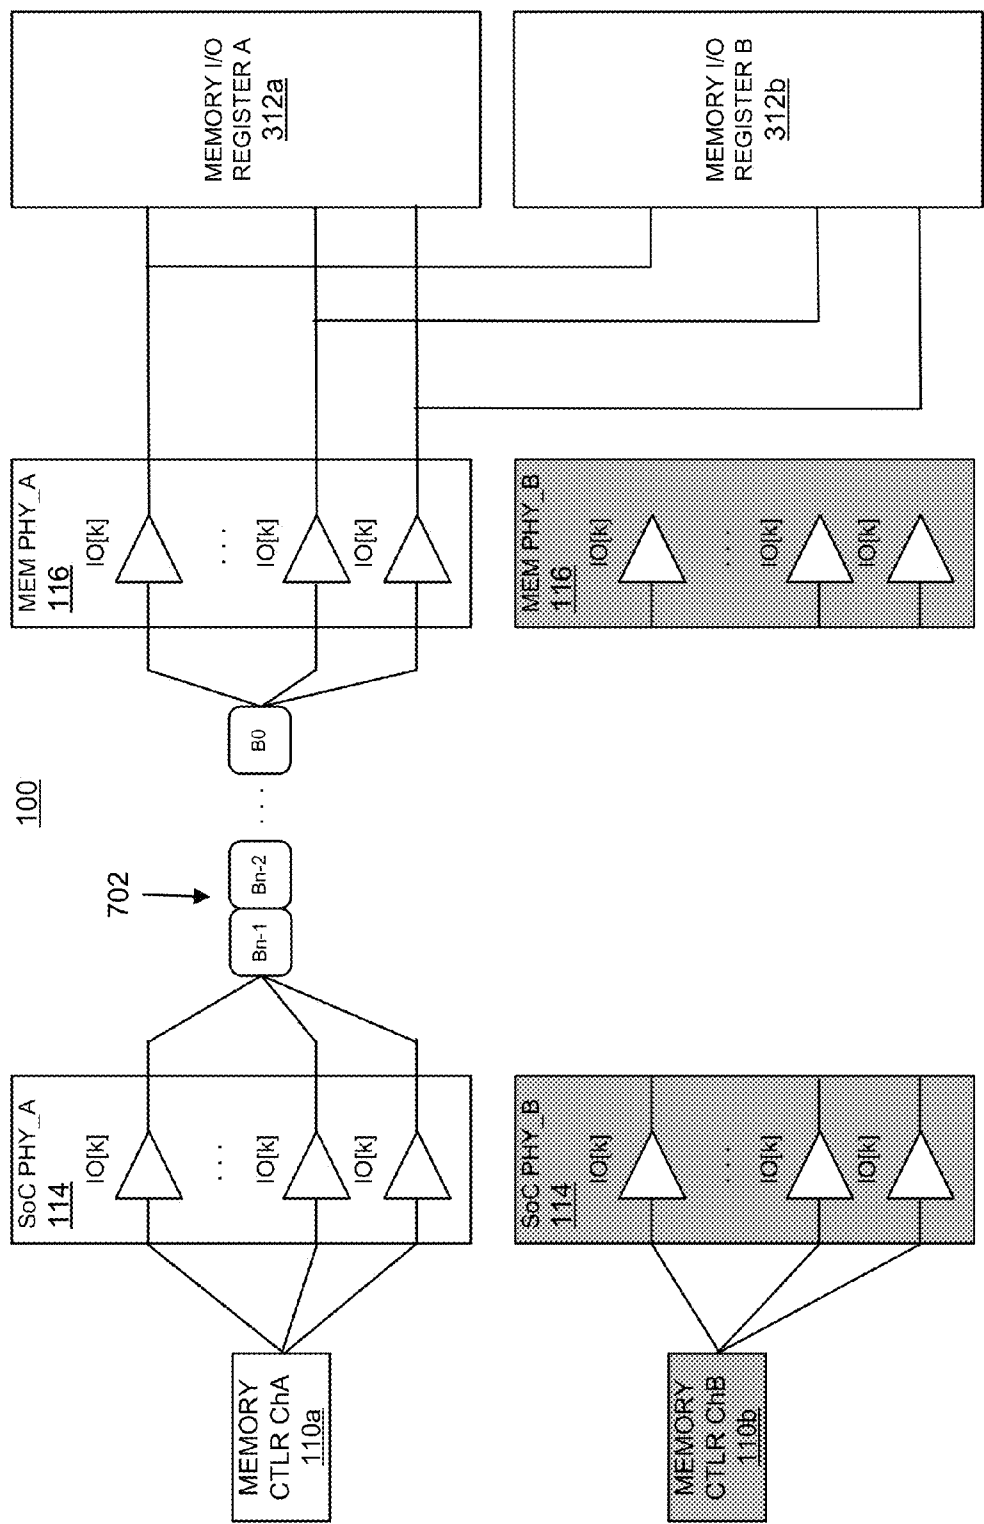 100
MEMORY
CTLR ChA
110a
SoC PHY_A
114
IO[k]
. . .
IO[k]
IO[k]
702
Bn-1
Bn-2
. . . .
B0
MEM PHY_A
116
IO[k]
. . .
IO[k]
IO[k]
MEMORY I/O
REGISTER A
312a
MEMORY
CTLR ChB
110b
SoC PHY_B
114
IO[k]
. . .
IO[k]
IO[k]
MEM PHY_B
116
IO[k]
. . .
IO[k]
IO[k]
MEMORY I/O
REGISTER B
312b